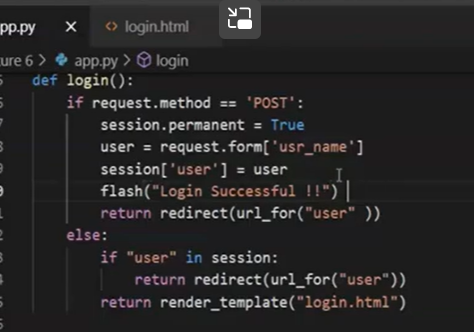 app.py × <> login.html
ture 6 > app.py > login
def login():
if request.method == 'POST':
session.permanent = True
user = request.form['usr_name']
session['user'] = user
flash("Login Successful !!")
return redirect(url_for("user" ))
else:
if "user" in session:
return redirect(url_for("user"))
return render_template("login.html")